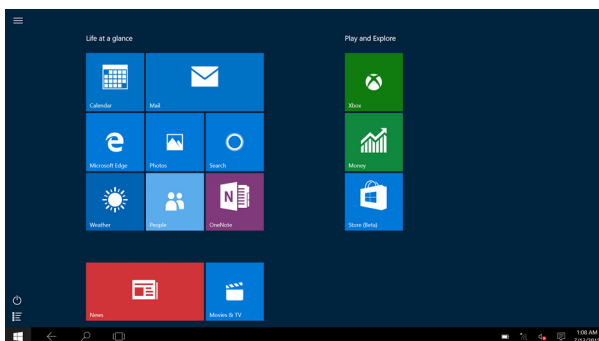 Life at a glance
Play and Explore
Calendar
Mail
Xbox
Microsoft Edge
Photos
Search
Money
Weather
People
OneNote
Store (Beta)
News
Movies & TV
1:08 AM